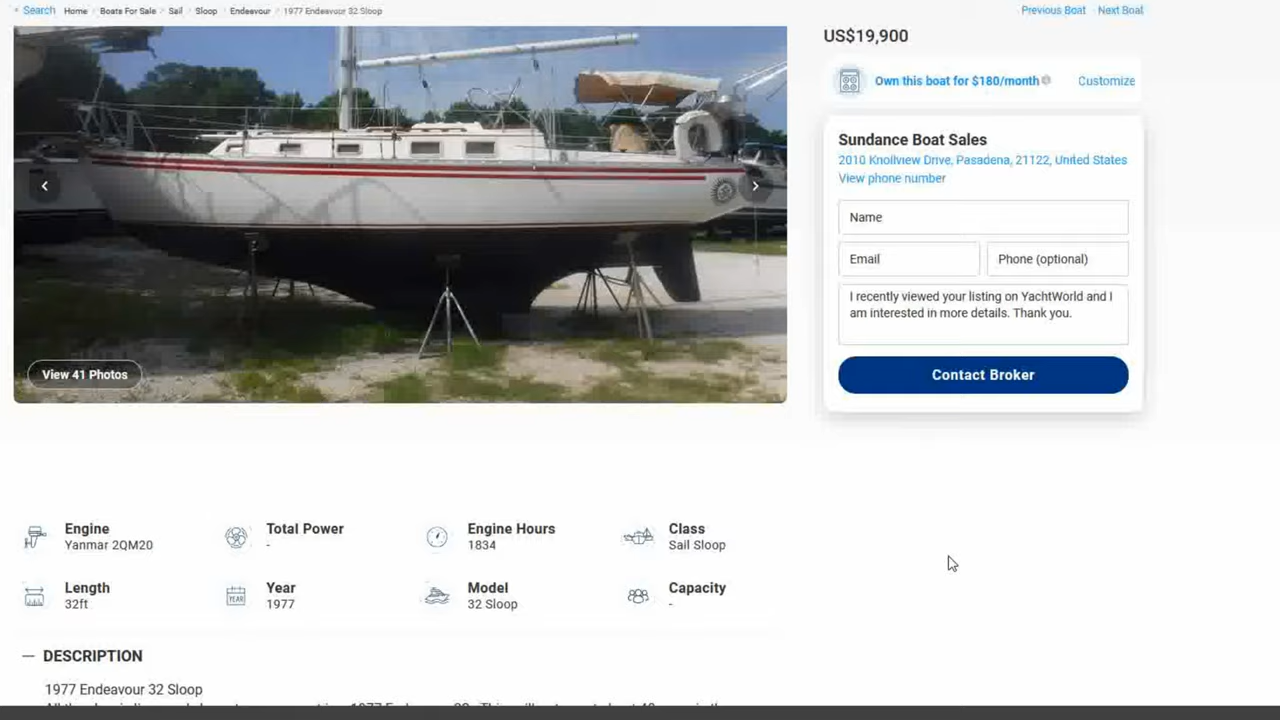 Search Home Boats For Sale Sail Sloop Endeavour 1977 Endeavour 32 Sloop
Previous Boat Next Boat
US$19,900
Own this boat for $180/month Customize
Sundance Boat Sales
2010 Knollview Drive, Pasadena, 21122, United States
View phone number
Name
Email Phone (optional)
I recently viewed your listing on YachtWorld and I
am interested in more details. Thank you.
Contact Broker
View 41 Photos
Engine
Yanmar 2QM20
Total Power
-
Engine Hours
1834
Class
Sail Sloop
Length
32ft
Year
YEAR
1977
Model
32 Sloop
Capacity
-
— DESCRIPTION
1977 Endeavour 32 Sloop